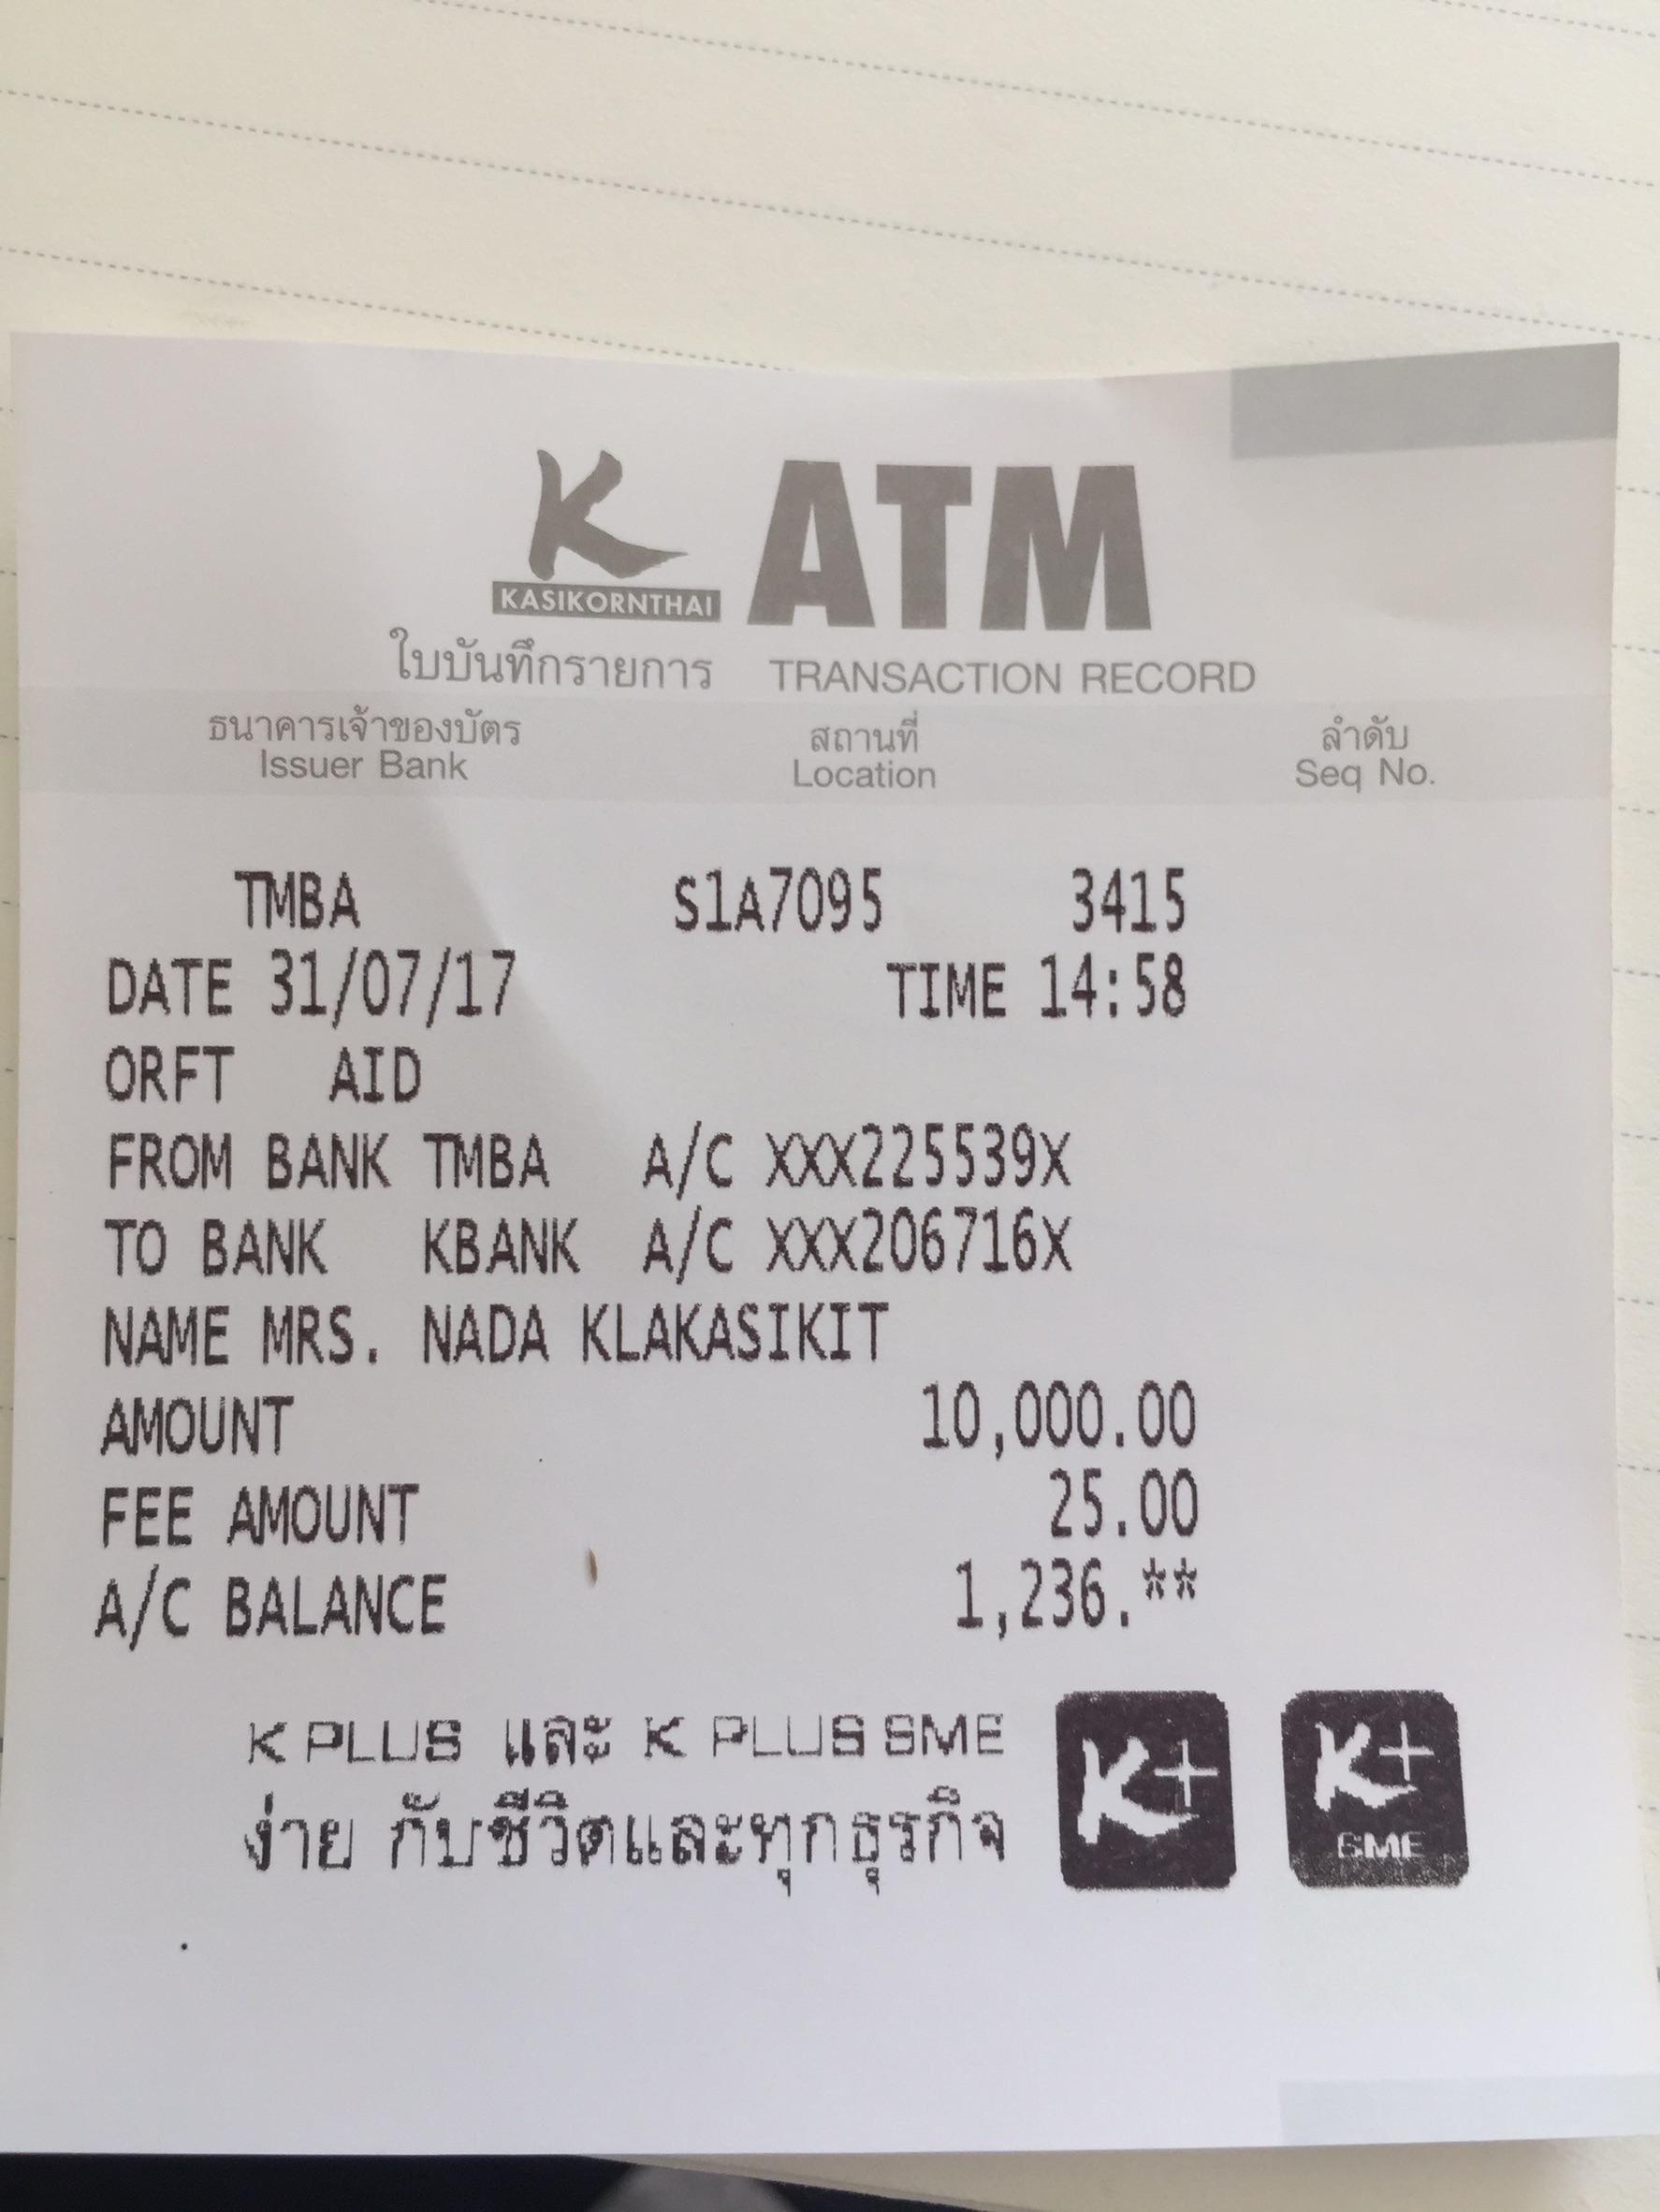 K ATM
KASIKORNTHAI
ใบบันทึกรายการ TRANSACTION RECORD
ธนาคารเจ้าของบัตร สถานที่ ลำดับ
Issuer Bank Location Seq No.
TMBA S1A7095 3415
DATE 31/07/17 TIME 14:58
ORFT AID
FROM BANK TMBA A/C XXX225539X
TO BANK KBANK A/C XXX206716X
NAME MRS. NADA KLAKASIKIT
AMOUNT 10,000.00
FEE AMOUNT 25.00
A/C BALANCE 1,236.**
K PLUS และ K PLUS SME
ง่าย กับชีวิตและทุกธุรกิจ
K+ K+
SME